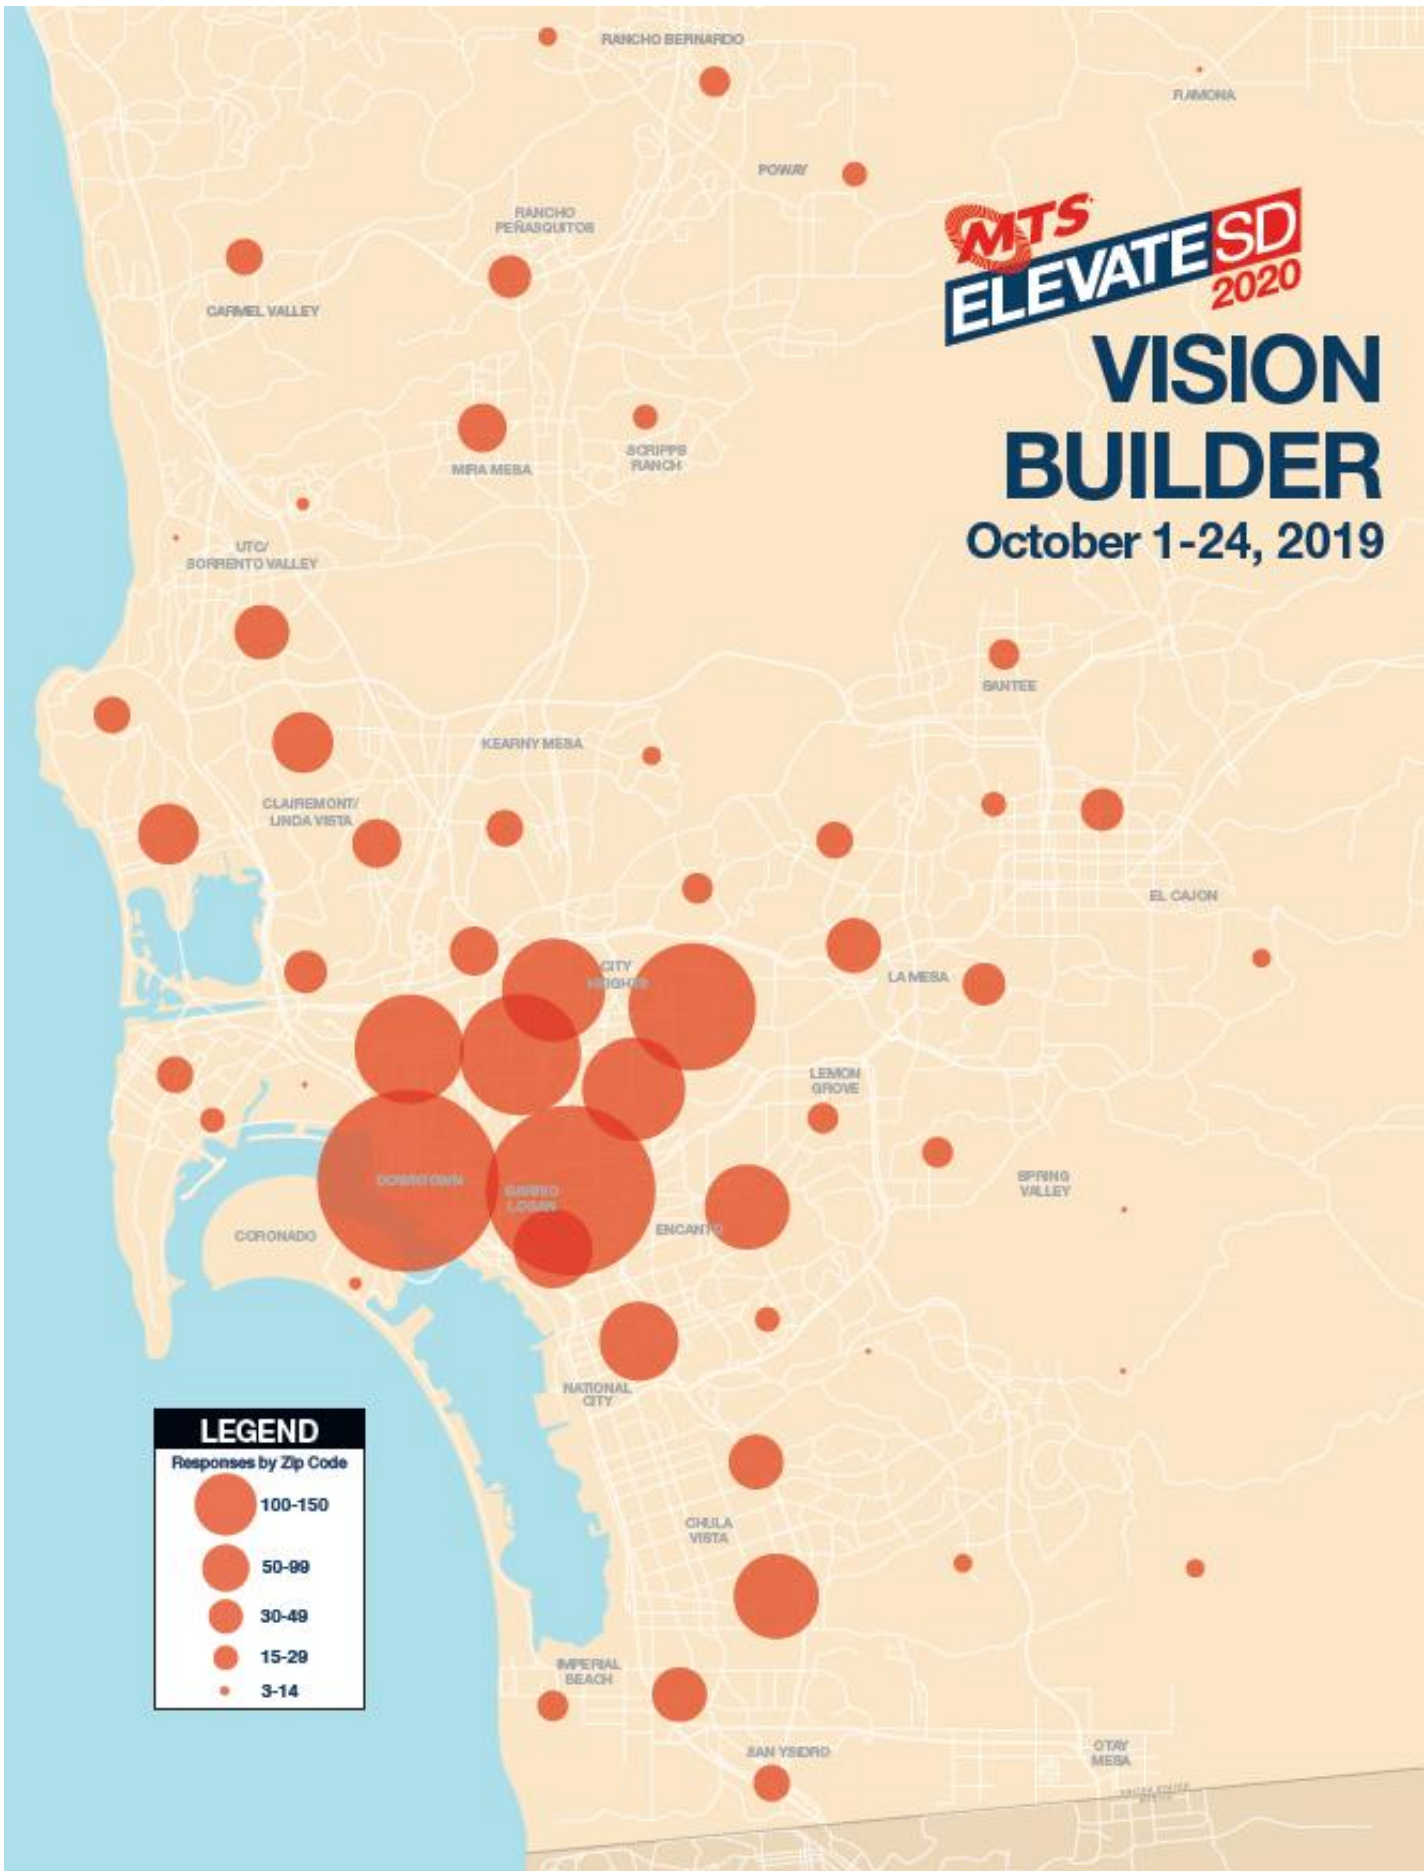 RANCHO BERNARDO
RAMONA
POWAY
RANCHO
PEÑASQUITOS
MTS
ELEVATE SD
2020
CARMEL VALLEY
VISION
BUILDER
October 1-24, 2019
MIRA MESA
SCRIPPS
RANCH
UTC/
SORRENTO VALLEY
SANTEE
KEARNY MESA
CLAIREMONT/
LINDA VISTA
EL CAJON
CITY
HEIGHTS
LA MESA
LEMON
GROVE
DOWNTOWN
BARRIO
LOGAN
SPRING
VALLEY
CORONADO
ENCANTO
NATIONAL
CITY
LEGEND
Responses by Zip Code
100-150
50-99
30-49
15-29
3-14
CHULA
VISTA
IMPERIAL
BEACH
SAN YSIDRO
OTAY
MESA